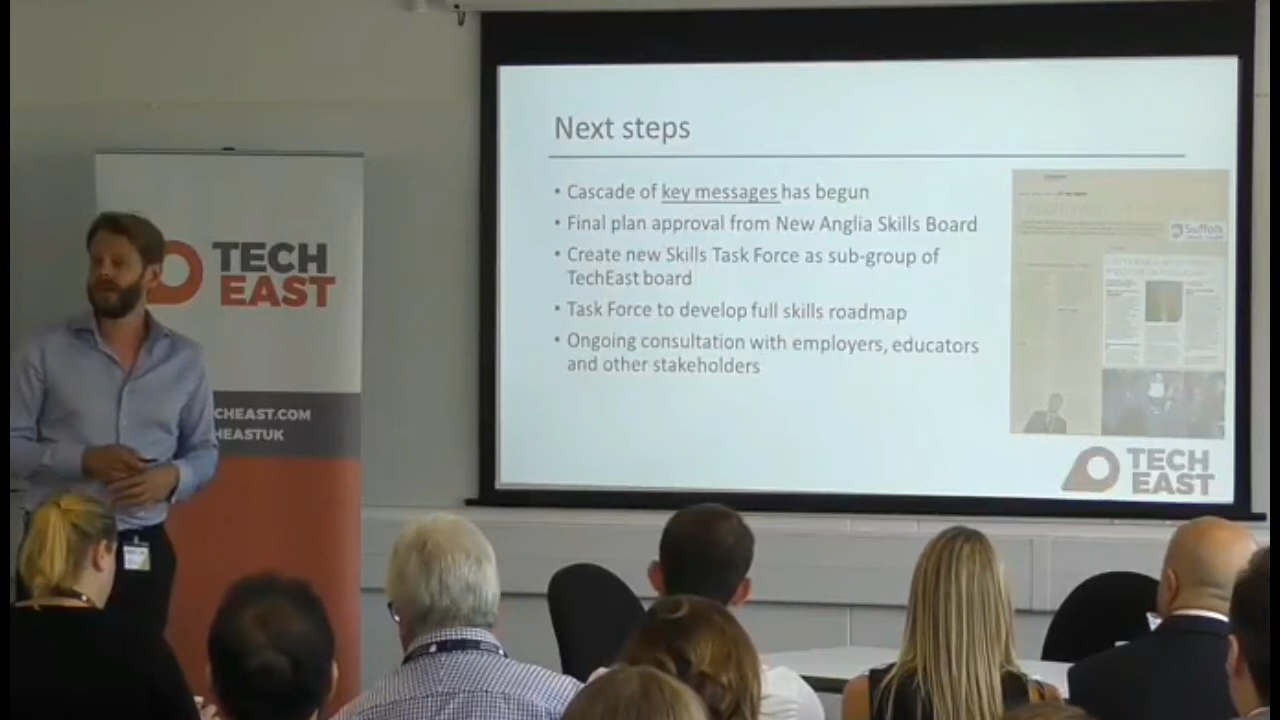 TECH
EAST
CHEAST.COM
HEASTUK
Next steps
• Cascade of key messages has begun
• Final plan approval from New Anglia Skills Board
• Create new Skills Task Force as sub-group of
TechEast board
• Task Force to develop full skills roadmap
• Ongoing consultation with employers, educators
and other stakeholders
Suffolk
TECH
EAST